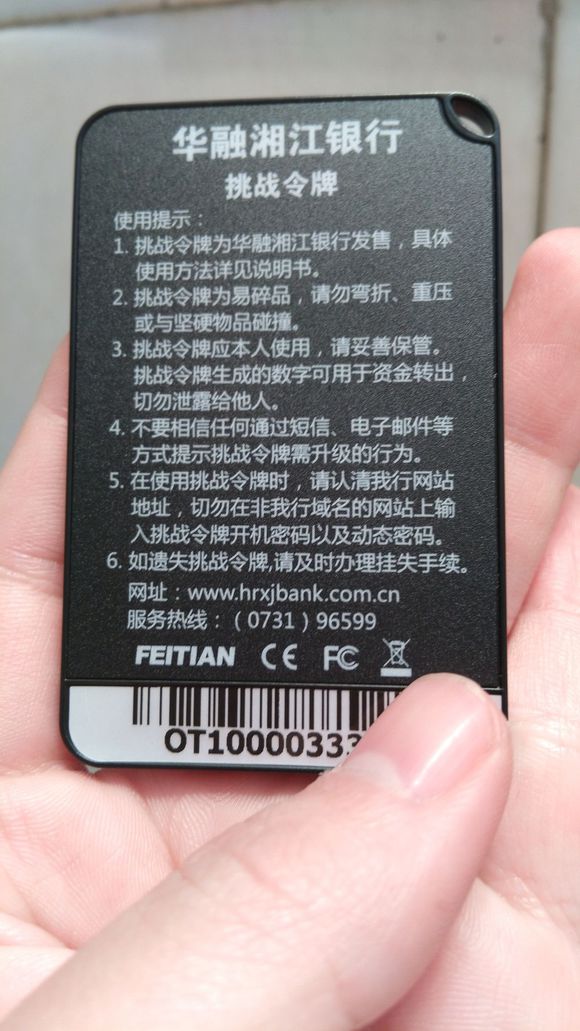 华融湘江银行
挑战令牌
使用提示：
1. 挑战令牌为华融湘江银行发售，具体
使用方法详见说明书。
2. 挑战令牌为易碎品，请勿弯折、重压
或与坚硬物品碰撞。
3. 挑战令牌应本人使用，请妥善保管。
挑战令牌生成的数字可用于资金转出，
切勿泄露给他人。
4. 不要相信任何通过短信、电子邮件等
方式提示挑战令牌需升级的行为。
5. 在使用挑战令牌时，请认清我行网站
地址，切勿在非我行域名的网站上输
入挑战令牌开机密码以及动态密码。
6. 如遗失挑战令牌,请及时办理挂失手续。
网址：www.hrxjbank.com.cn
服务热线：（0731）96599
FEITIAN CE FC
OT10000333